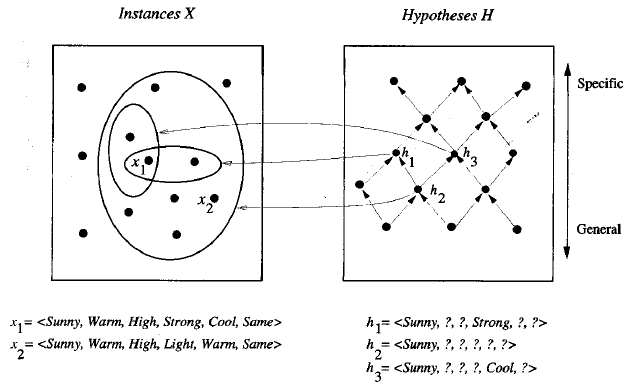 Instances X
Hypotheses H
Specific
x1
h1
h3
x2
h2
General
x1= <Sunny, Warm, High, Strong, Cool, Same>
x2= <Sunny, Warm, High, Light, Warm, Same>
h1= <Sunny, ?, ?, Strong, ?, ?>
h2= <Sunny, ?, ?, ?, ?, ?>
h3= <Sunny, ?, ?, ?, Cool, ?>